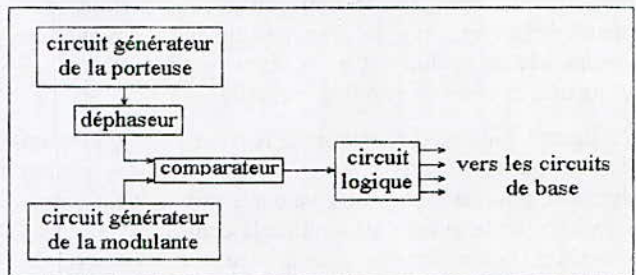 circuit générateur
de la porteuse
déphaseur
comparateur
circuit
logique
vers les circuits
de base
circuit générateur
de la modulante